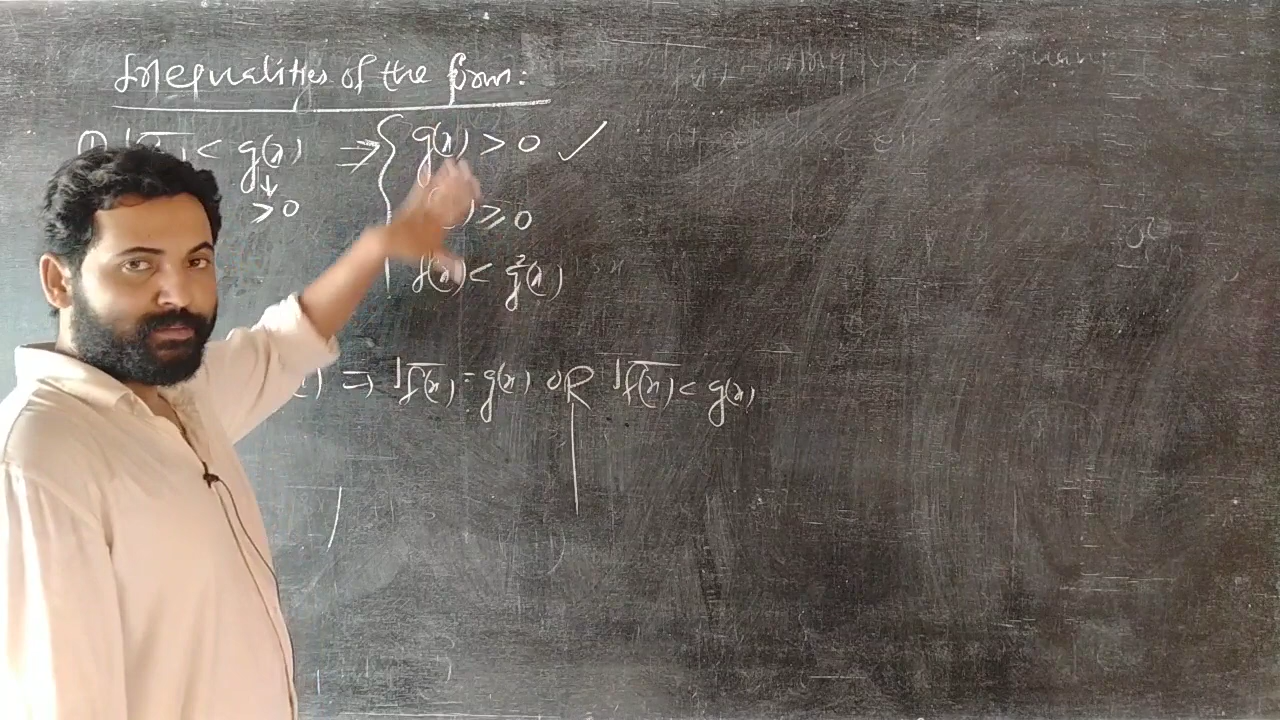 Inequalities of the form:
① √ < g(x) ⇒ { g(x) > 0 ✓
↓
> 0 ) ≥ 0
f(x) < g²(x)
) ⇒ √f(x) = g(x) OR √f(x) < g(x)